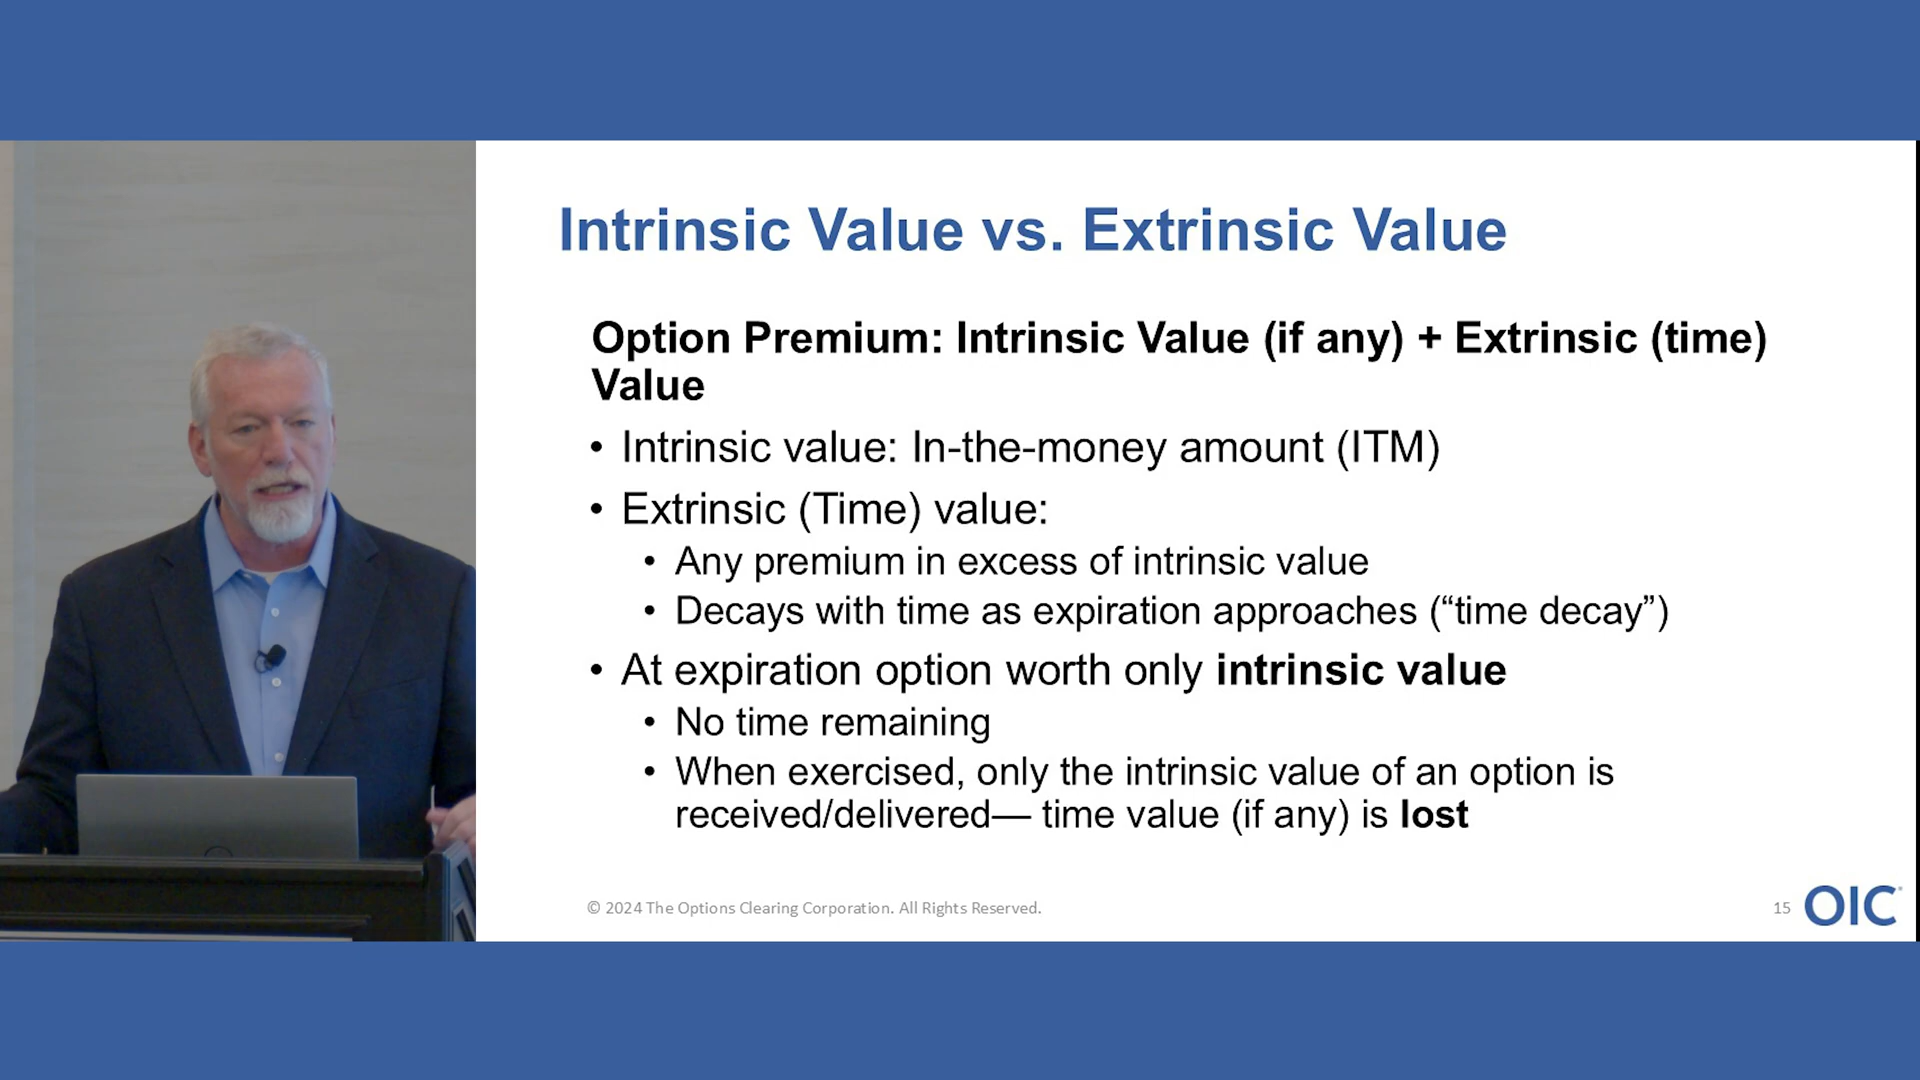 Intrinsic Value vs. Extrinsic Value
Option Premium: Intrinsic Value (if any) + Extrinsic (time)
Value
• Intrinsic value: In-the-money amount (ITM)
• Extrinsic (Time) value:
• Any premium in excess of intrinsic value
• Decays with time as expiration approaches (“time decay”)
• At expiration option worth only intrinsic value
• No time remaining
• When exercised, only the intrinsic value of an option is
received/delivered— time value (if any) is lost
© 2024 The Options Clearing Corporation. All Rights Reserved.
15
OIC